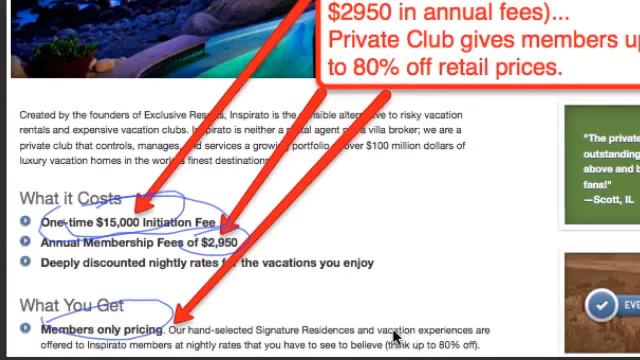 $2950 in annual fees)...
Private Club gives members up
to 80% off retail prices.
Created by the founders of Exclusive Resorts, Inspirato is the sensible alternative to risky vacation
rentals and expensive vacation clubs. Inspirato is neither a rental agent nor a villa broker; we are a
private club that controls, manages, and services a growing portfolio of over $100 million dollars of
luxury vacation homes in the world's finest destinations.
What it Costs
One-time $15,000 Initiation Fee
Annual Membership Fees of $2,950
Deeply discounted nightly rates for the vacations you enjoy
What You Get
Members only pricing. Our hand-selected Signature Residences and vacation experiences are
offered to Inspirato members at nightly rates that you have to see to believe (think up to 80% off).
"The private
outstanding
above and b
fans!"
—Scott, IL
EVE